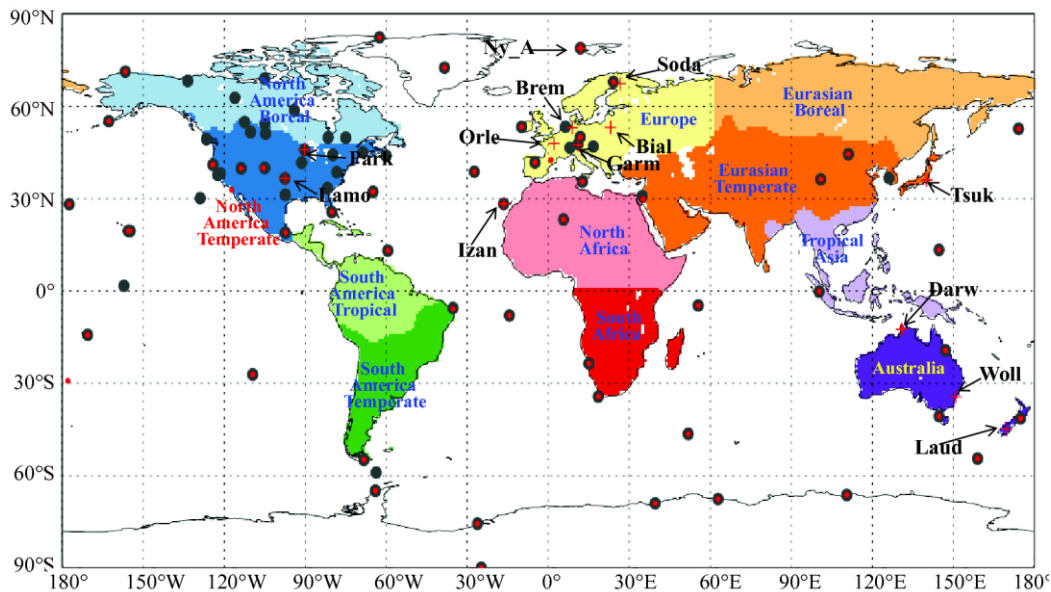 90°N
Ny_A
Soda
North
America
Boreal
Brem
Eurasian
Boreal
60°N
Europe
Orle
Bial
Park
Garm
Eurasian
Temperate
Lamo
Tsuk
30°N
North
America
Temperate
Izan
North
Africa
Tropical
Asia
South
America
Tropical
Darw
0°
South
Africa
South
America
Temperate
Australia
Woll
30°S
Laud
60°S
90°S
180° 150°W 120°W 90°W 60°W 30°W 0° 30°E 60°E 90°E 120°E 150°E 180°